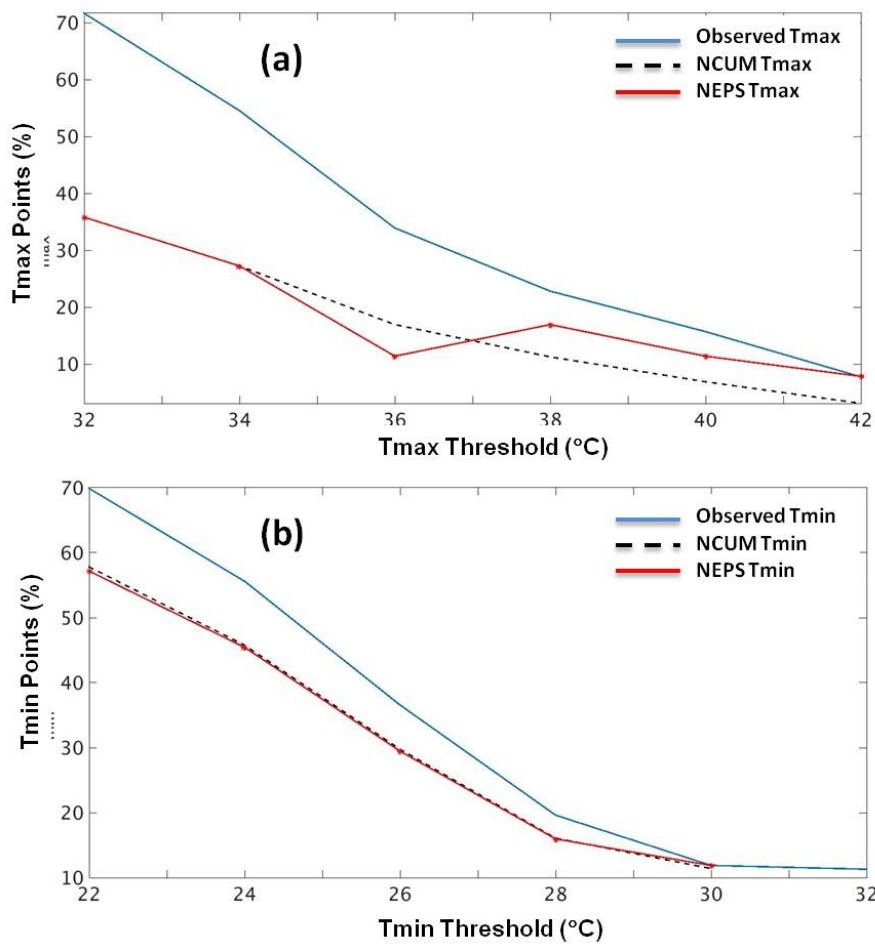 70
60
50
40
30
20
10
(a)
Observed Tmax
NCUM Tmax
NEPS Tmax
Tmax Points (%)
max
32 34 36 38 40 42
Tmax Threshold (°C)
70
60
50
40
30
20
10
(b)
Observed Tmin
NCUM Tmin
NEPS Tmin
Tmin Points (%)
22 24 26 28 30 32
Tmin Threshold (°C)